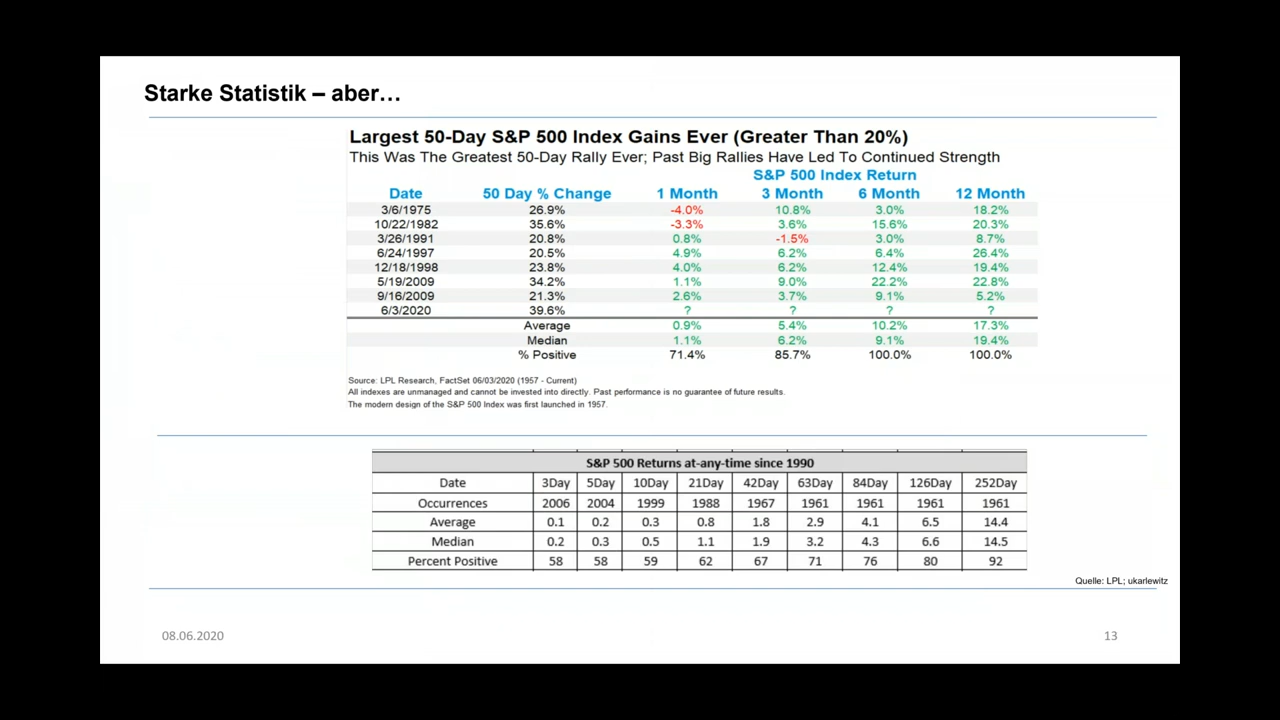 Starke Statistik – aber…
Largest 50-Day S&P 500 Index Gains Ever (Greater Than 20%)
This Was The Greatest 50-Day Rally Ever; Past Big Rallies Have Led To Continued Strength
S&P 500 Index Return
Date 50 Day % Change 1 Month 3 Month 6 Month 12 Month
3/6/1975 26.9% -4.0% 10.8% 3.0% 18.2%
10/22/1982 35.6% -3.3% 3.6% 15.6% 20.3%
3/26/1991 20.8% 0.8% -1.5% 3.0% 8.7%
6/24/1997 20.5% 4.9% 6.2% 6.4% 26.4%
12/18/1998 23.8% 4.0% 6.2% 12.4% 19.4%
5/19/2009 34.2% 1.1% 9.0% 22.2% 22.8%
9/16/2009 21.3% 2.6% 3.7% 9.1% 5.2%
6/3/2020 39.6% ? ? ? ?
Average 0.9% 5.4% 10.2% 17.3%
Median 1.1% 6.2% 9.1% 19.4%
% Positive 71.4% 85.7% 100.0% 100.0%
Source: LPL Research, FactSet 06/03/2020 (1957 - Current)
All indexes are unmanaged and cannot be invested into directly. Past performance is no guarantee of future results.
The modern design of the S&P 500 Index was first launched in 1957.
S&P 500 Returns at-any-time since 1990
Date 3Day 5Day 10Day 21Day 42Day 63Day 84Day 126Day 252Day
Occurrences 2006 2004 1999 1988 1967 1961 1961 1961 1961
Average 0.1 0.2 0.3 0.8 1.8 2.9 4.1 6.5 14.4
Median 0.2 0.3 0.5 1.1 1.9 3.2 4.3 6.6 14.5
Percent Positive 58 58 59 62 67 71 76 80 92
Quelle: LPL; ukarlewitz
08.06.2020 13